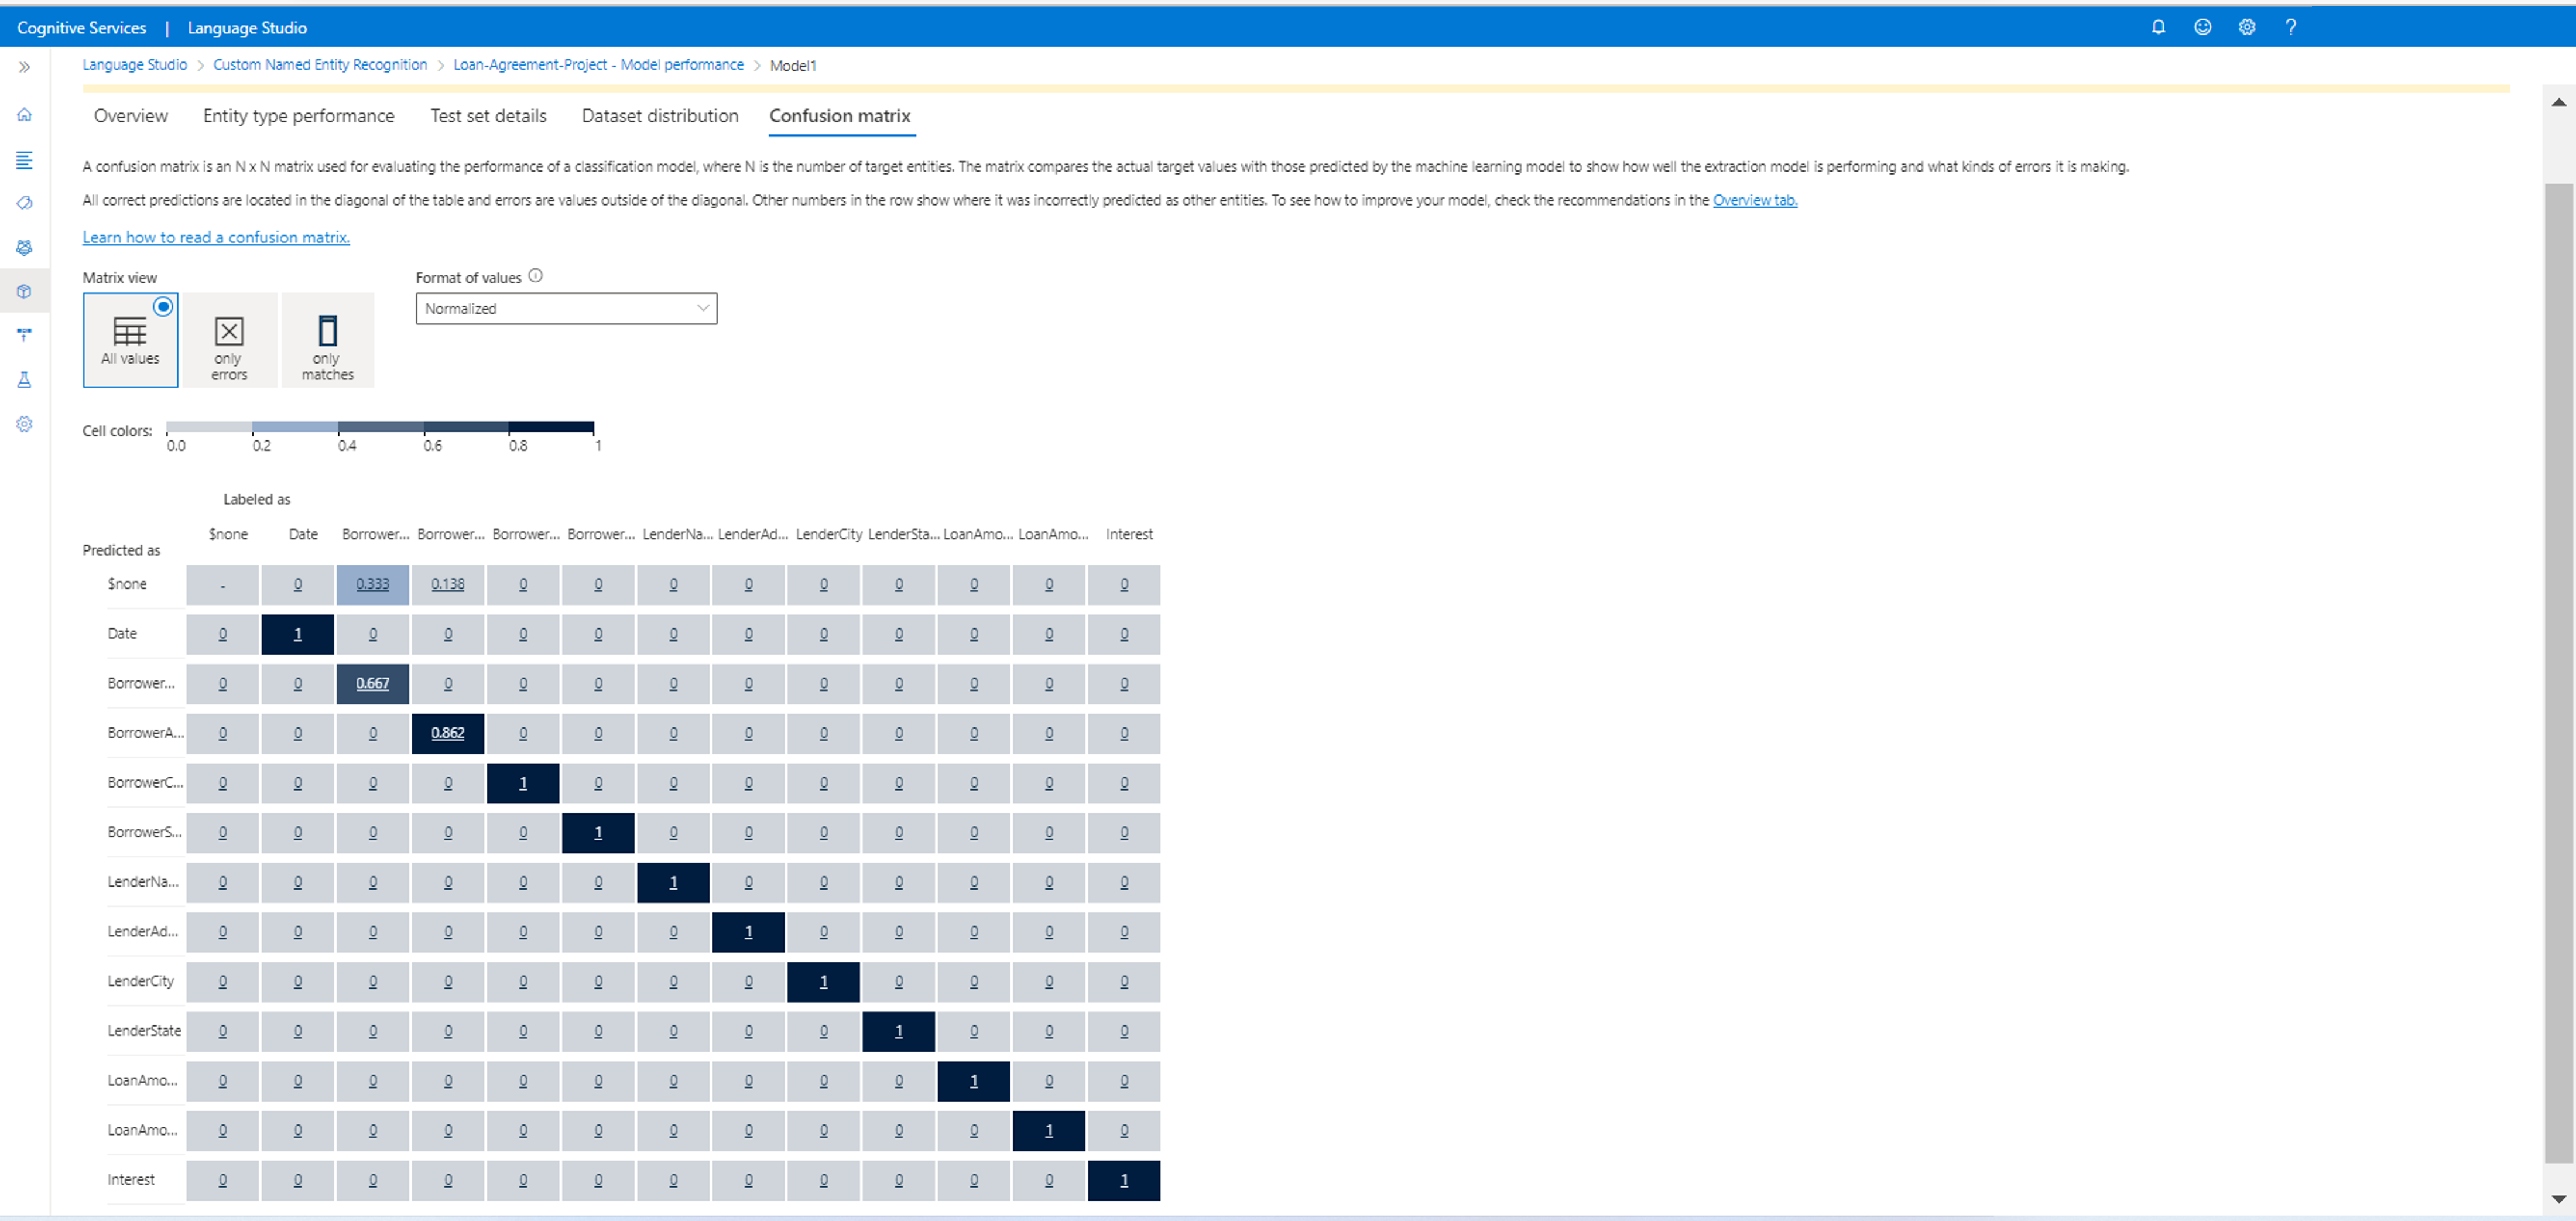 Cognitive Services | Language Studio
Language Studio > Custom Named Entity Recognition > Loan-Agreement-Project - Model performance > Model1
Overview Entity type performance Test set details Dataset distribution Confusion matrix
A confusion matrix is an N x N matrix used for evaluating the performance of a classification model, where N is the number of target entities. The matrix compares the actual target values with those predicted by the machine learning model to show how well the extraction model is performing and what kinds of errors it is making.
All correct predictions are located in the diagonal of the table and errors are values outside of the diagonal. Other numbers in the row show where it was incorrectly predicted as other entities. To see how to improve your model, check the recommendations in the Overview tab.
Learn how to read a confusion matrix.
Matrix view Format of values
Normalized
All values
only
errors
only
matches
Cell colors: 0.0 0.2 0.4 0.6 0.8 1
Labeled as
$none Date Borrower... Borrower... Borrower... Borrower... LenderNa... LenderAd... LenderCity LenderSta... LoanAmo... LoanAmo... Interest
Predicted as
$none - 0 0.333 0.138 0 0 0 0 0 0 0 0 0
Date 0 1 0 0 0 0 0 0 0 0 0 0 0
Borrower... 0 0 0.667 0 0 0 0 0 0 0 0 0 0
BorrowerA... 0 0 0 0.862 0 0 0 0 0 0 0 0 0
BorrowerC... 0 0 0 0 1 0 0 0 0 0 0 0 0
BorrowerS... 0 0 0 0 0 1 0 0 0 0 0 0 0
LenderNa... 0 0 0 0 0 0 1 0 0 0 0 0 0
LenderAd... 0 0 0 0 0 0 0 1 0 0 0 0 0
LenderCity 0 0 0 0 0 0 0 0 1 0 0 0 0
LenderState 0 0 0 0 0 0 0 0 0 1 0 0 0
LoanAmo... 0 0 0 0 0 0 0 0 0 0 1 0 0
LoanAmo... 0 0 0 0 0 0 0 0 0 0 0 1 0
Interest 0 0 0 0 0 0 0 0 0 0 0 0 1